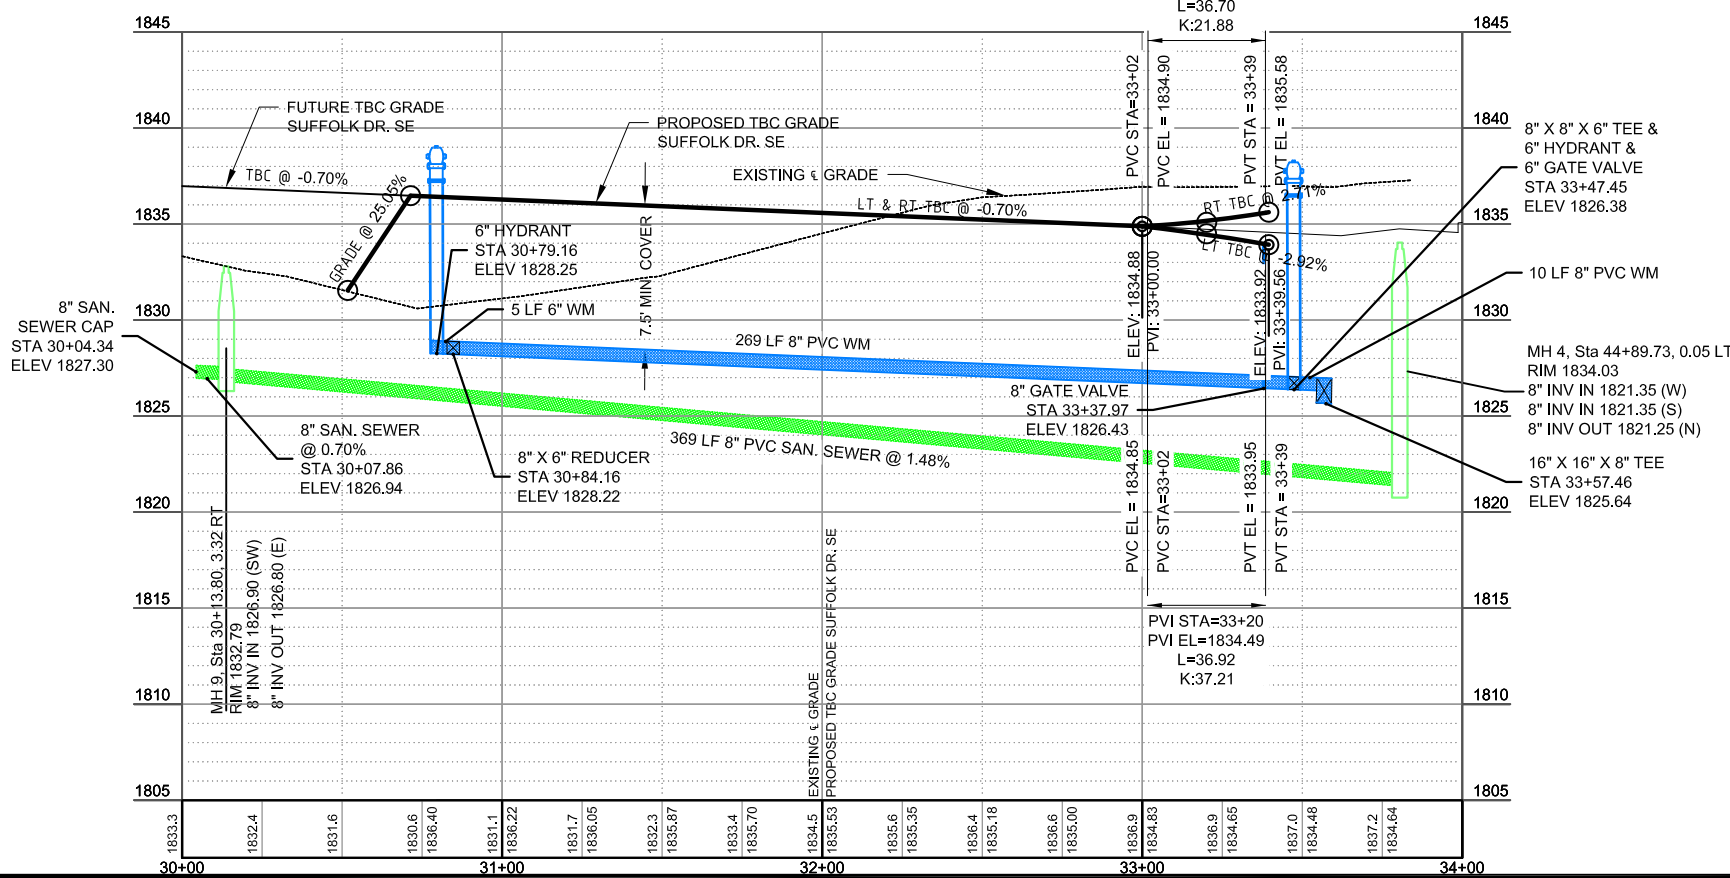 L=36.70
K:21.88
1845
1845
PVC STA=33+02
PVC EL = 1834.90
PVT STA = 33+39
PVT EL = 1835.58
FUTURE TBC GRADE
SUFFOLK DR. SE
PROPOSED TBC GRADE
SUFFOLK DR. SE
1840
1840
8" X 8" X 6" TEE &
6" HYDRANT &
6" GATE VALVE
STA 33+47.45
ELEV 1826.38
TBC @ -0.70%
EXISTING ℄ GRADE
GRADE @ 25.05%
LT & RT TBC @ -0.70%
RT TBC @ 2.71%
LT TBC @ -2.92%
1835
1835
6" HYDRANT
STA 30+79.16
ELEV 1828.25
7.5' MIN. COVER
10 LF 8" PVC WM
8" SAN.
SEWER CAP
STA 30+04.34
ELEV 1827.30
1830
1830
5 LF 6" WM
269 LF 8" PVC WM
ELEV: 1834.88
PVI: 33+00.00
ELEV: 1833.92
PVI: 33+39.56
MH 4, Sta 44+89.73, 0.05 LT
RIM 1834.03
8" INV IN 1821.35 (W)
8" INV IN 1821.35 (S)
8" INV OUT 1821.25 (N)
8" GATE VALVE
STA 33+37.97
ELEV 1826.43
1825
1825
8" SAN. SEWER
@ 0.70%
STA 30+07.86
ELEV 1826.94
369 LF 8" PVC SAN. SEWER @ 1.48%
8" X 6" REDUCER
STA 30+84.16
ELEV 1828.22
16" X 16" X 8" TEE
STA 33+57.46
ELEV 1825.64
PVC EL = 1834.85
PVC STA=33+02
PVT EL = 1833.95
PVT STA = 33+39
1820
1820
MH 9, Sta 30+13.80, 3.32 RT
RIM 1832.79
8" INV IN 1826.90 (SW)
8" INV OUT 1826.80 (E)
1815
1815
PVI STA=33+20
PVI EL=1834.49
L=36.92
K:37.21
1810
1810
EXISTING ℄ GRADE
PROPOSED TBC GRADE SUFFOLK DR. SE
1805
1805
1833.3
1832.4
1831.6
1830.6
1836.40
1831.1
1836.22
1831.7
1836.05
1832.3
1835.87
1833.4
1835.70
1834.5
1835.53
1835.6
1835.35
1836.4
1835.18
1836.6
1835.00
1836.9
1834.83
1836.9
1834.65
1837.0
1834.48
1837.2
1834.64
30+00
31+00
32+00
33+00
34+00